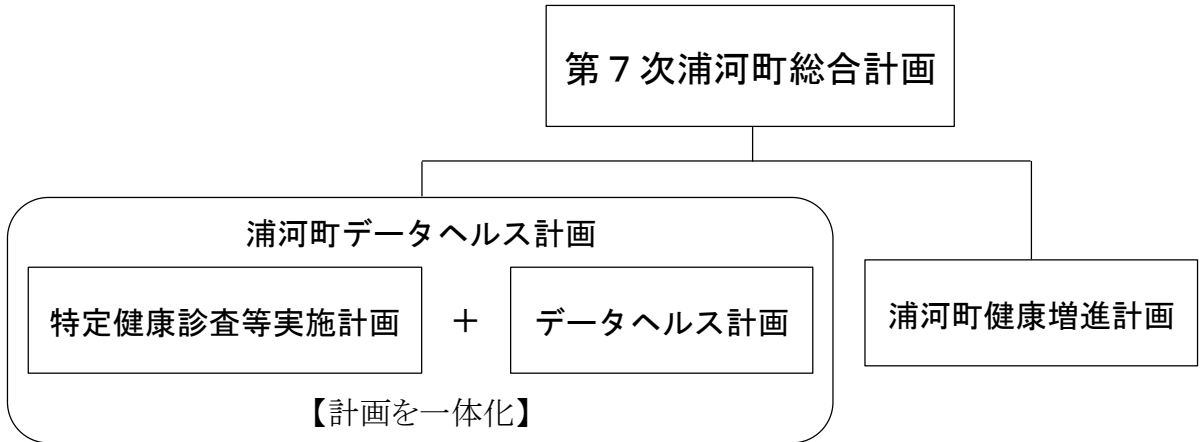 第７次浦河町総合計画
浦河町データヘルス計画
特定健康診査等実施計画 ＋ データヘルス計画
浦河町健康増進計画
【計画を一体化】